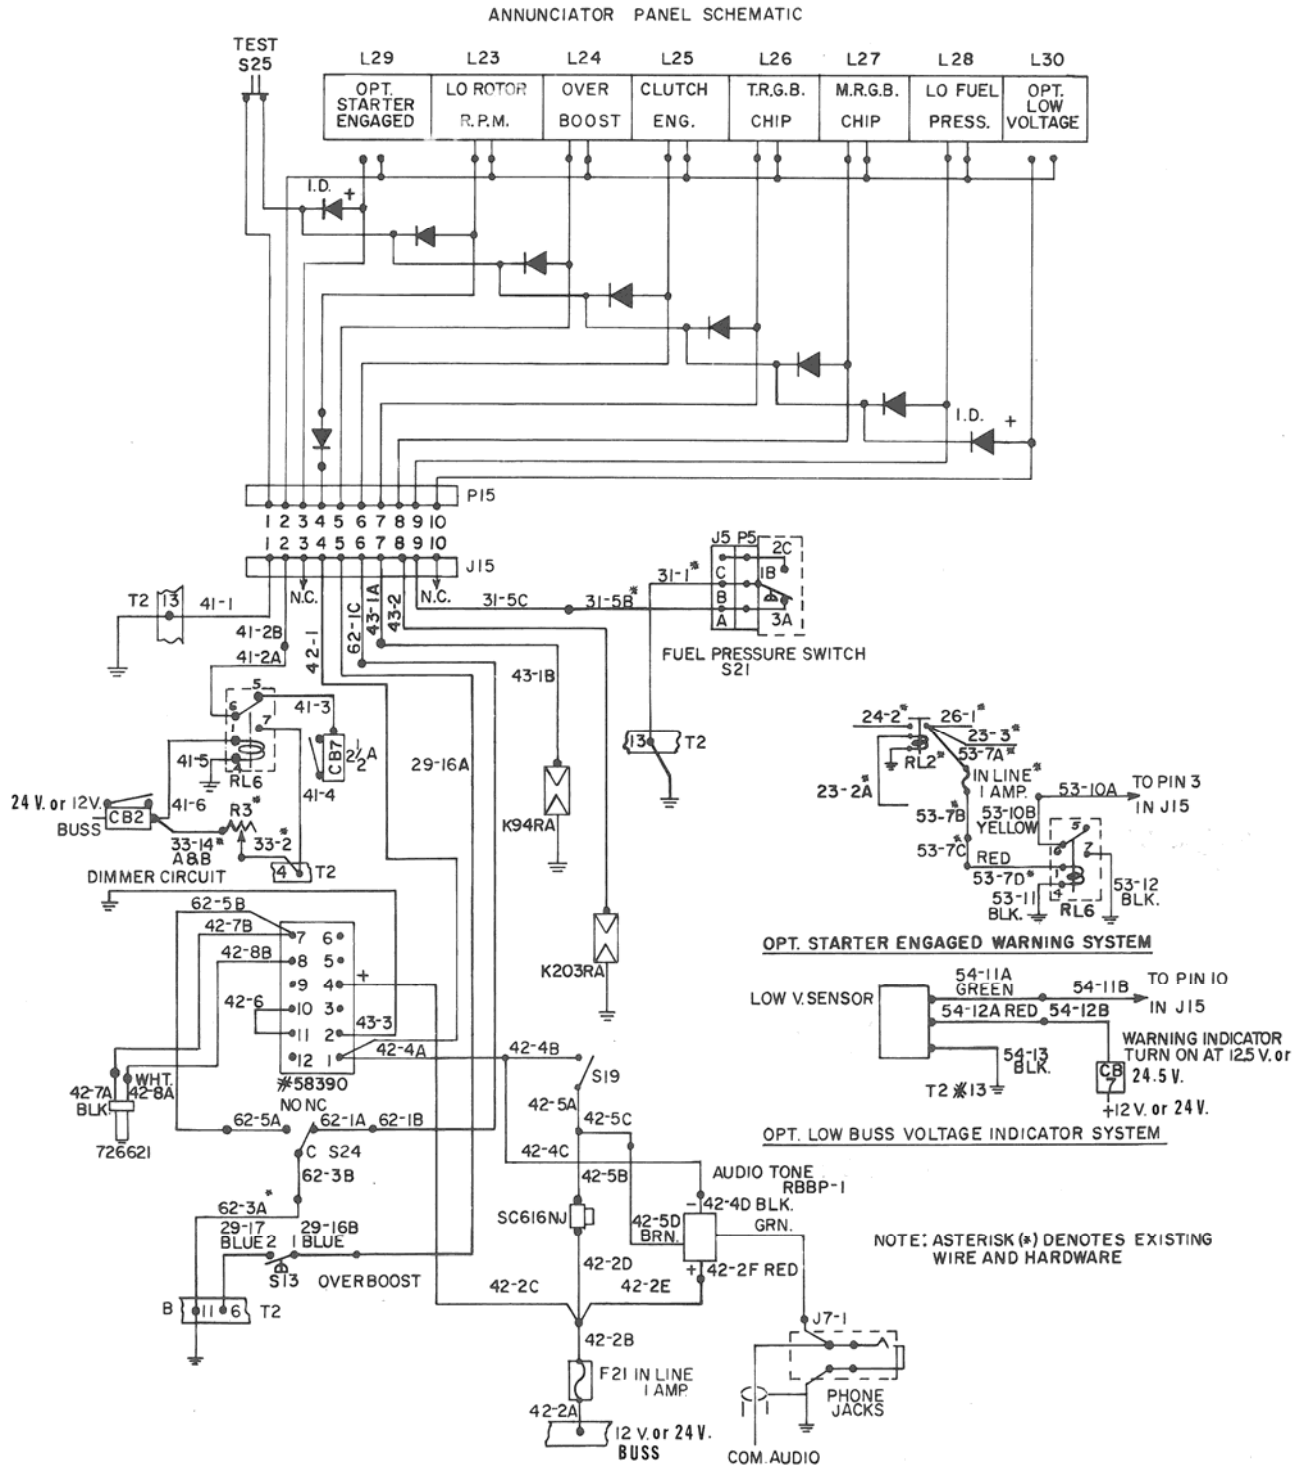 ANNUNCIATOR PANEL SCHEMATIC
TEST
S25
L29 L23 L24 L25 L26 L27 L28 L30
OPT. STARTER ENGAGED
LO ROTOR R.P.M.
OVER BOOST
CLUTCH ENG.
T.R.G.B. CHIP
M.R.G.B. CHIP
LO FUEL PRESS.
OPT. LOW VOLTAGE
I.D. +
I.D. +
P15
1 2 3 4 5 6 7 8 9 10
1 2 3 4 5 6 7 8 9 10
J15
N.C. N.C.
T2 13 41-1
41-2B
41-2A
42-1
62-1C
43-1A
43-2
31-5C 31-5B*
31-1*
J5 P5
C
B
A
2C
1B
3A
FUEL PRESSURE SWITCH
S21
13 T2
43-1B
K94RA
K203RA
5
6
7
1
4
41-3
41-5
RL6
CB7
2½A
41-4
29-16A
24 V. or 12V.
BUSS
CB2
41-6
R3*
33-14*
A&B
33-2*
4 T2
DIMMER CIRCUIT
62-5B
42-7B
42-8B
42-6
43-3
7 6
8 5
9 4 +
10 3
11 2
12 1
#58390
42-4A
42-4B
S19
42-7A
BLK.
WHT.
42-8A
726621
NO NC
62-5A
62-1A
62-1B
C S24
62-3B
62-3A*
29-17
BLUE 2
29-16B
1 BLUE
S13 OVERBOOST
B 11 6 T2
42-5A
42-5C
42-4C
42-5B
SC616NJ
42-2D
42-2C
42-2E
42-2B
F21 IN LINE
1 AMP.
42-2A
12 V. or 24V.
BUSS
AUDIO TONE
RBBP-1
- 42-4D BLK.
42-5D
BRN.
GRN.
+ 42-2F RED
J7-1
PHONE
JACKS
COM. AUDIO
24-2*
26-1*
23-3*
53-7A*
RL2*
23-2A*
IN LINE*
1 AMP.
53-7B*
53-7C*
RED
53-7D*
53-10B
YELLOW
53-10A
TO PIN 3
IN J15
5
6
7
1
4
53-11
BLK.
RL6
53-12
BLK.
OPT. STARTER ENGAGED WARNING SYSTEM
LOW V. SENSOR
54-11A
GREEN
54-11B
TO PIN 10
IN J15
54-12A RED 54-12B
54-13
BLK.
T2 #13
CB
7
WARNING INDICATOR
TURN ON AT 12.5 V. or
24.5 V.
+12 V. or 24V.
OPT. LOW BUSS VOLTAGE INDICATOR SYSTEM
NOTE: ASTERISK (*) DENOTES EXISTING
WIRE AND HARDWARE